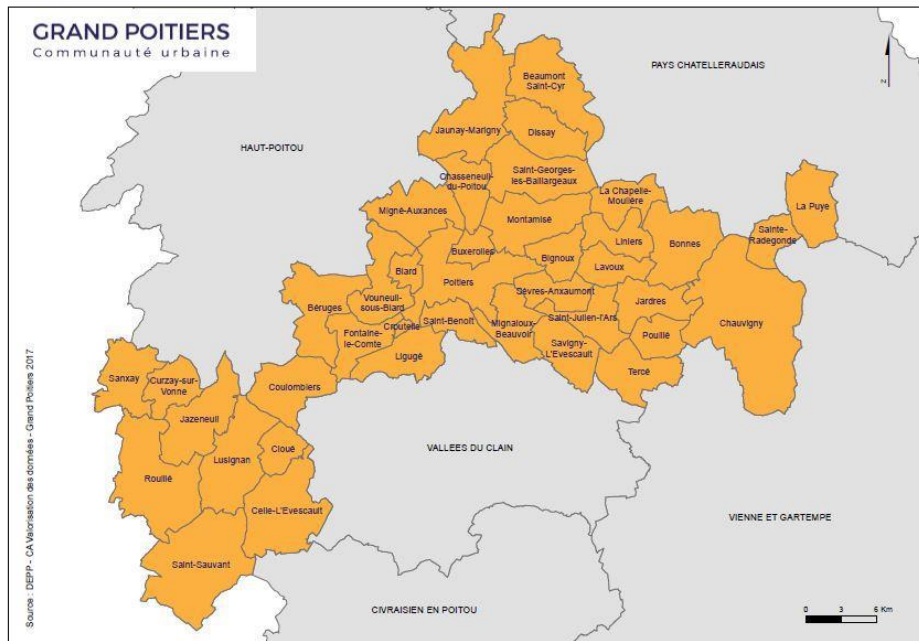 GRAND POITIERS
Communauté urbaine
PAYS CHATELLERAUDAIS
N
Beaumont
Saint-Cyr
Jaunay-Marigny
Dissay
HAUT-POITOU
Chasseneuil-
du-Poitou
Saint-Georges-
les-Baillargeaux
La Chapelle-
Moulière
La Puye
Migné-Auxances
Montamisé
Sainte-
Radegonde
Buxerolles
Liniers
Bonnes
Bignoux
Biard
Lavoux
Poitiers
Sèvres-Anxaumont
Vouneuil-
sous-Biard
Béruges
Jardres
Saint-Benoît
Mignaloux-
Beauvoir
Saint-Julien-l'Ars
Chauvigny
Croutelle
Fontaine-
le-Comte
Pouillé
Savigny-
L'Evescault
Ligugé
Tercé
Sanxay
Curzay-sur-
Vonne
Coulombiers
Jazeneuil
Cloué
VALLEES DU CLAIN
Lusignan
Rouillé
Celle-L'Evescault
VIENNE ET GARTEMPE
Saint-Sauvant
CIVRAISIEN EN POITOU
0 3 6 Km
Source : DEPP - CA Valorisation des données - Grand Poitiers 2017